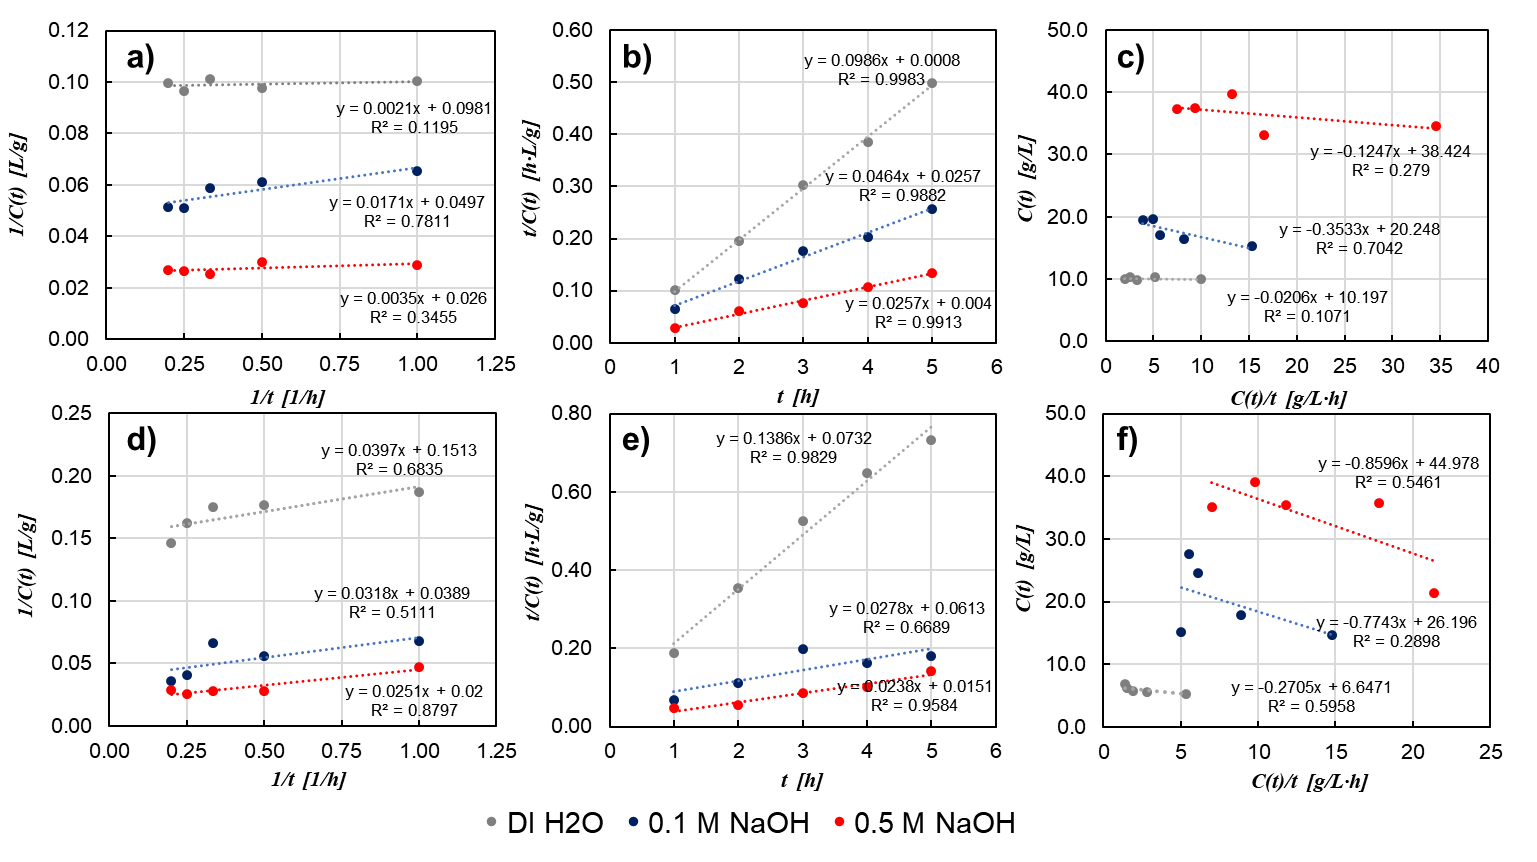 a)
0.12
0.10
0.08
0.06
0.04
0.02
0.00
1/C(t) [L/g]
y = 0.0021x + 0.0981
R² = 0.1195
y = 0.0171x + 0.0497
R² = 0.7811
y = 0.0035x + 0.026
R² = 0.3455
0.00 0.25 0.50 0.75 1.00 1.25
1/t [1/h]
b)
0.60
0.50
0.40
0.30
0.20
0.10
0.00
t/C(t) [h·L/g]
y = 0.0986x + 0.0008
R² = 0.9983
y = 0.0464x + 0.0257
R² = 0.9882
y = 0.0257x + 0.004
R² = 0.9913
0 1 2 3 4 5 6
t [h]
c)
50.0
40.0
30.0
20.0
10.0
0.0
C(t) [g/L]
y = -0.1247x + 38.424
R² = 0.279
y = -0.3533x + 20.248
R² = 0.7042
y = -0.0206x + 10.197
R² = 0.1071
0 5 10 15 20 25 30 35 40
C(t)/t [g/L·h]
d)
0.25
0.20
0.15
0.10
0.05
0.00
1/C(t) [L/g]
y = 0.0397x + 0.1513
R² = 0.6835
y = 0.0318x + 0.0389
R² = 0.5111
y = 0.0251x + 0.02
R² = 0.8797
0.00 0.25 0.50 0.75 1.00 1.25
1/t [1/h]
e)
0.80
0.60
0.40
0.20
0.00
t/C(t) [h·L/g]
y = 0.1386x + 0.0732
R² = 0.9829
y = 0.0278x + 0.0613
R² = 0.6689
y = 0.0238x + 0.0151
R² = 0.9584
0 1 2 3 4 5 6
t [h]
f)
50.0
40.0
30.0
20.0
10.0
0.0
C(t) [g/L]
y = -0.8596x + 44.978
R² = 0.5461
y = -0.7743x + 26.196
R² = 0.2898
y = -0.2705x + 6.6471
R² = 0.5958
0 5 10 15 20 25
C(t)/t [g/L·h]
DI H2O 0.1 M NaOH 0.5 M NaOH